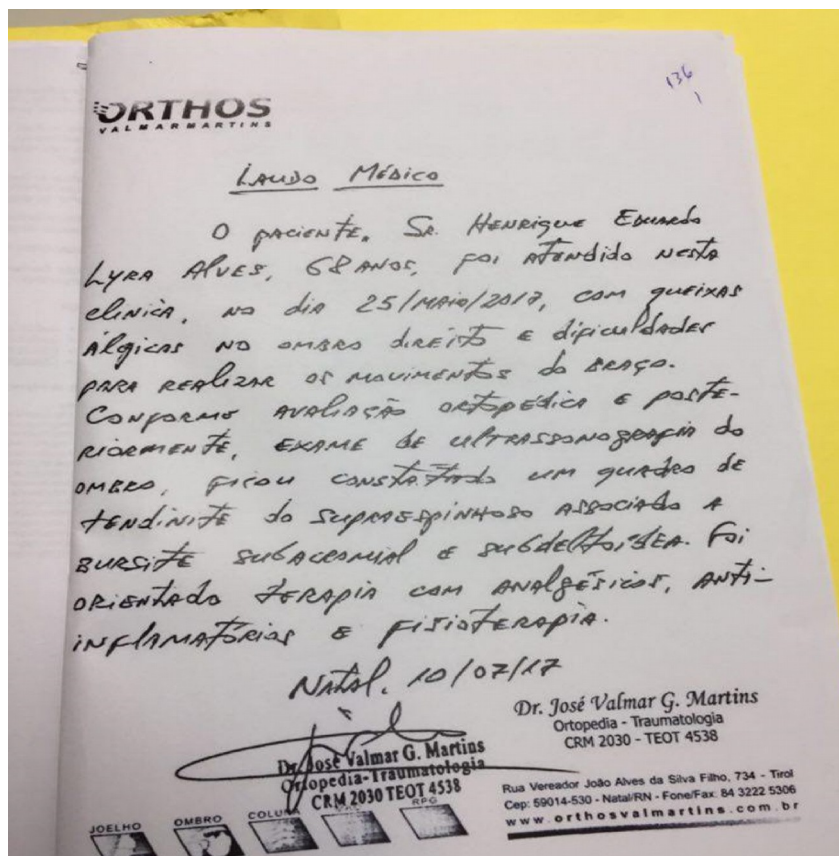 136
1
ORTHOS
VALMARMARTINS
Laudo Médico
O paciente, Sr. Henrique Eduardo
Lyra Alves, 68 anos, foi atendido nesta
clínica, no dia 25/maio/2017, com queixas
álgicas no ombro direito e dificuldades
para realizar os movimentos do braço.
Conforme avaliação ortopédica e poste-
riormente, exame de ultrassonografia do
ombro, ficou constatado um quadro de
tendinite do supraespinhoso associado a
bursite subacromial e subdeltoidea. Foi
orientado terapia com analgésicos, anti-
inflamatórios e fisioterapia.
Natal, 10/07/17
Dr. José Valmar G. Martins
Ortopedia - Traumatologia
CRM 2030 - TEOT 4538
Dr. José Valmar G. Martins
Ortopedia-Traumatologia
CRM 2030 TEOT 4538
Rua Vereador João Alves da Silva Filho, 734 - Tirol
Cep: 59014-530 - Natal/RN - Fone/Fax: 84 3222 5306
www.orthosvalmartins.com.br
JOELHO OMBRO COLUNA RPG